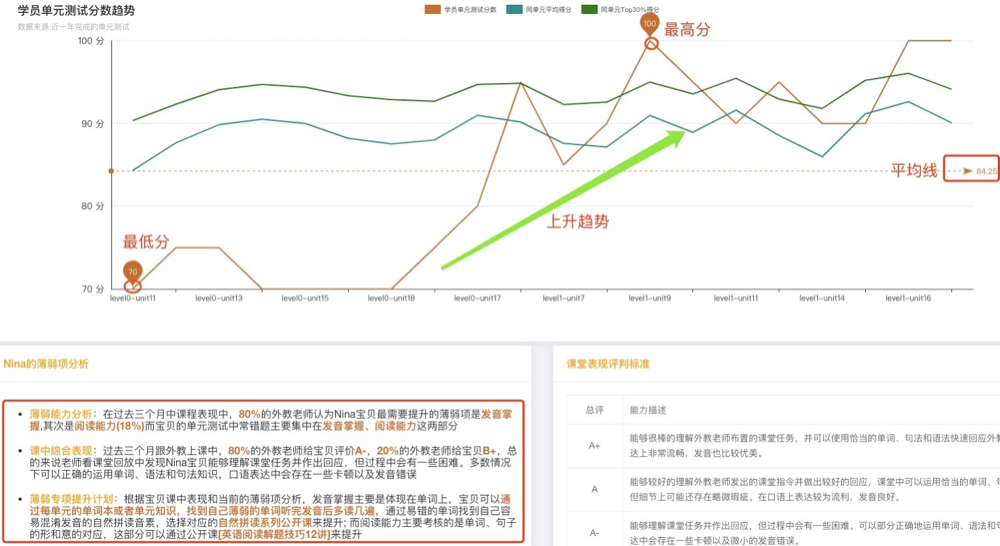 学员单元测试分数趋势
数据来源:近一年完成的单元测试
学员单元测试分数 同单元平均得分 同单元Top30%得分
100 最高分
100 分
90 分
平均线 84.25
80 分
上升趋势
最低分
70
70 分
level0-unit11 level0-unit13 level0-unit15 level0-unit18 level0-unit17 level1-unit7 level1-unit9 level1-unit11 level1-unit14 level1-unit16
Nina的薄弱项分析
• 薄弱能力分析：在过去三个月中课程表现中，80%的外教老师认为Nina宝贝最需要提升的薄弱项是发音掌
握,其次是阅读能力(18%)而宝贝的单元测试中常错题主要集中在发音掌握、阅读能力这两部分
• 课中综合表现：过去三个月跟外教上课中，80%的外教老师给宝贝评价A-，20%的外教老师给宝贝B+，总
的来说老师看课堂回放中发现Nina宝贝能够理解课堂任务并作出回应，但过程中会有一些困难。多数情况
下可以正确的运用单词、语法和句法知识，口语表达中会存在一些卡顿以及发音错误
• 薄弱专项提升计划：根据宝贝课中表现和当前的薄弱项分析，发音掌握主要是体现在单词上，宝贝可以通
过每单元的单词本或者单元知识，找到自己薄弱的单词听完发音后多读几遍，通过易错的单词找到自己容
易混淆发音的自然拼读音素，选择对应的自然拼读系列公开课来提升; 而阅读能力主要考核的是单词、句子
的形和意的对应，这部分可以通过公开课[英语阅读解题技巧12讲]来提升
课堂表现评判标准
总评 能力描述
A+ 能够很棒的理解外教老师布置的课堂任务，并可以使用恰当的单词、句法和语法快速回应外教
达上非常流畅，发音也比较优美。
A 能够较好的理解外教老师发出的课堂指令并做出较好的回应，课堂中可以运用恰当的单词、句
但细节上可能还存在略微瑕疵。在口语上表达较为流利，发音良好。
A- 能够理解课堂任务并作出回应，但过程中会有一些困难。可以部分正确地运用单词、语法和
口语表达中会存在一些卡顿以及微小的发音错误。